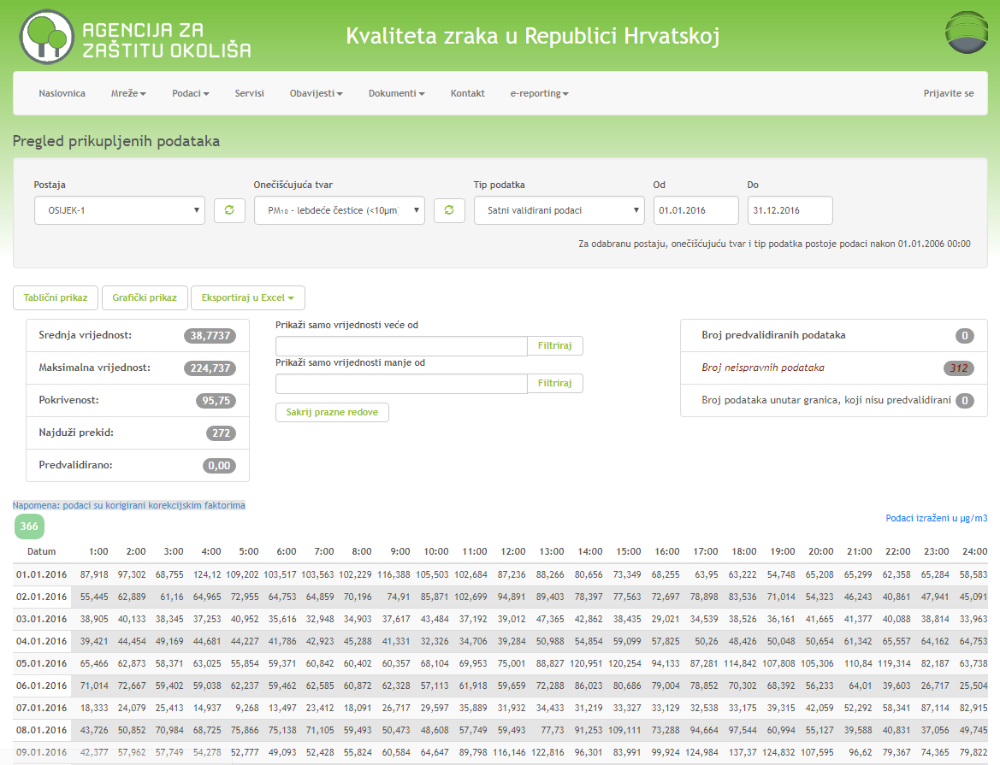 AGENCIJA ZA
ZAŠTITU OKOLIŠA
Kvaliteta zraka u Republici Hrvatskoj
Naslovnica Mreže Podaci Servisi Obavijesti Dokumenti Kontakt e-reporting Prijavite se
Pregled prikupljenih podataka
Postaja Onečišćujuća tvar Tip podatka Od Do
OSIJEK-1 PM₁₀ - lebdeće čestice (<10µm) Satni validirani podaci 01.01.2016 31.12.2016
Za odabranu postaju, onečišćujuću tvar i tip podatka postoje podaci nakon 01.01.2006 00:00
Tablični prikaz Grafički prikaz Eksportiraj u Excel
Srednja vrijednost: 38,7737
Maksimalna vrijednost: 224,737
Pokrivenost: 95,75
Najduži prekid: 272
Predvalidirano: 0,00
Prikaži samo vrijednosti veće od
Filtriraj
Prikaži samo vrijednosti manje od
Filtriraj
Sakrij prazne redove
Broj predvalidiranih podataka 0
Broj neispravnih podataka 312
Broj podataka unutar granica, koji nisu predvalidirani 0
Napomena: podaci su korigirani korekcijskim faktorima
366
Podaci izraženi u µg/m3
Datum 1:00 2:00 3:00 4:00 5:00 6:00 7:00 8:00 9:00 10:00 11:00 12:00 13:00 14:00 15:00 16:00 17:00 18:00 19:00 20:00 21:00 22:00 23:00 24:00
01.01.2016 87,918 97,302 68,755 124,12 109,202 103,517 103,563 102,229 116,388 105,503 102,684 87,236 88,266 80,656 73,349 68,255 63,95 63,222 54,748 65,208 65,299 62,358 65,284 58,583
02.01.2016 55,445 62,889 61,16 64,965 72,955 64,753 64,859 70,196 74,91 85,871 102,699 94,891 89,403 78,397 77,563 72,697 78,898 83,536 71,014 54,323 46,243 40,861 47,941 45,091
03.01.2016 38,905 40,133 38,345 37,253 40,952 35,616 32,948 34,903 37,617 43,484 37,192 39,012 47,365 42,862 38,435 29,021 34,539 38,526 36,161 41,665 41,377 40,088 38,814 33,963
04.01.2016 39,421 44,454 49,169 44,681 44,227 41,786 42,923 45,288 41,331 32,326 34,706 39,284 50,988 54,854 59,099 57,825 50,26 48,426 50,048 50,654 61,342 65,557 64,162 64,753
05.01.2016 65,466 62,873 58,371 63,025 55,854 59,371 60,842 60,402 60,357 68,104 69,953 75,001 88,827 120,951 120,254 94,133 87,281 114,842 107,808 105,306 110,84 119,314 82,187 63,738
06.01.2016 71,014 72,667 59,402 59,038 62,237 59,462 62,585 60,872 62,328 57,113 61,918 59,659 72,288 86,023 80,686 79,004 78,852 70,302 68,392 56,233 64,01 39,603 26,717 25,504
07.01.2016 18,333 24,079 25,413 14,937 9,268 13,497 23,412 18,091 26,717 29,597 35,889 31,932 34,433 31,219 33,327 33,129 32,538 33,175 39,315 42,059 52,292 58,341 87,114 82,915
08.01.2016 43,726 50,852 70,984 68,725 75,866 75,138 71,105 59,493 50,473 48,608 57,749 59,493 77,73 91,253 109,111 73,288 94,664 97,544 60,994 55,127 39,588 40,831 37,056 49,745
09.01.2016 42,377 57,962 57,749 54,278 52,777 49,093 52,428 55,824 60,584 64,647 89,798 116,146 122,816 96,301 83,991 99,924 124,984 137,37 124,832 107,595 96,62 79,367 74,365 79,822